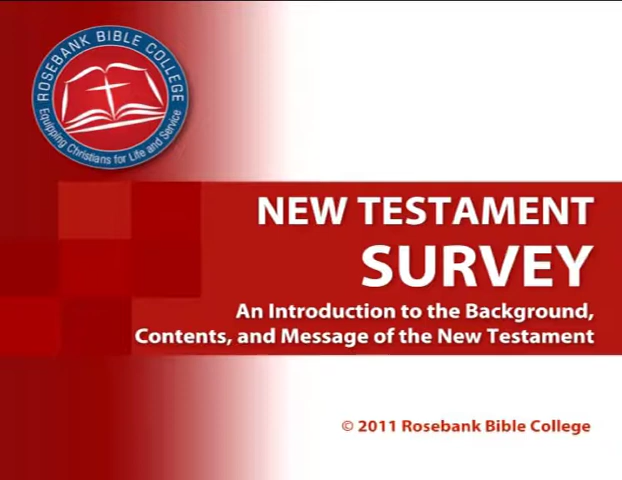 ROSEBANK BIBLE COLLEGE
Equipping Christians for Life and Service
NEW TESTAMENT
SURVEY
An Introduction to the Background,
Contents, and Message of the New Testament
© 2011 Rosebank Bible College